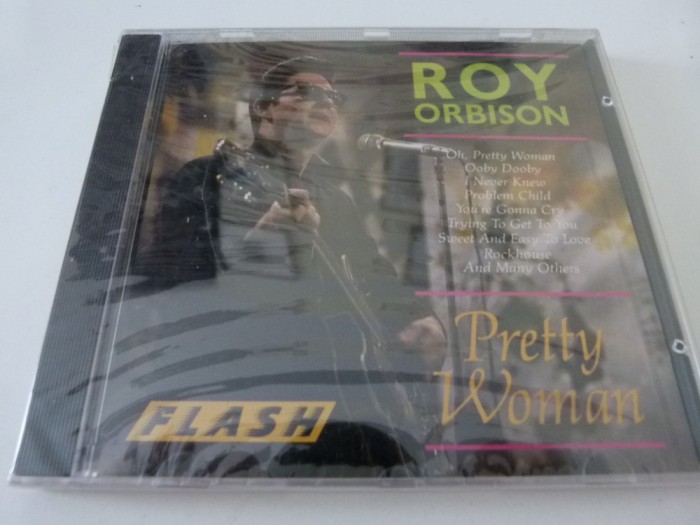 ROY
ORBISON
Oh, Pretty Woman
Ooby Dooby
I Never Knew
Problem Child
You're Gonna Cry
Trying To Get To You
Sweet And Easy To Love
Rockhouse
And Many Others
Pretty
Woman
FLASH